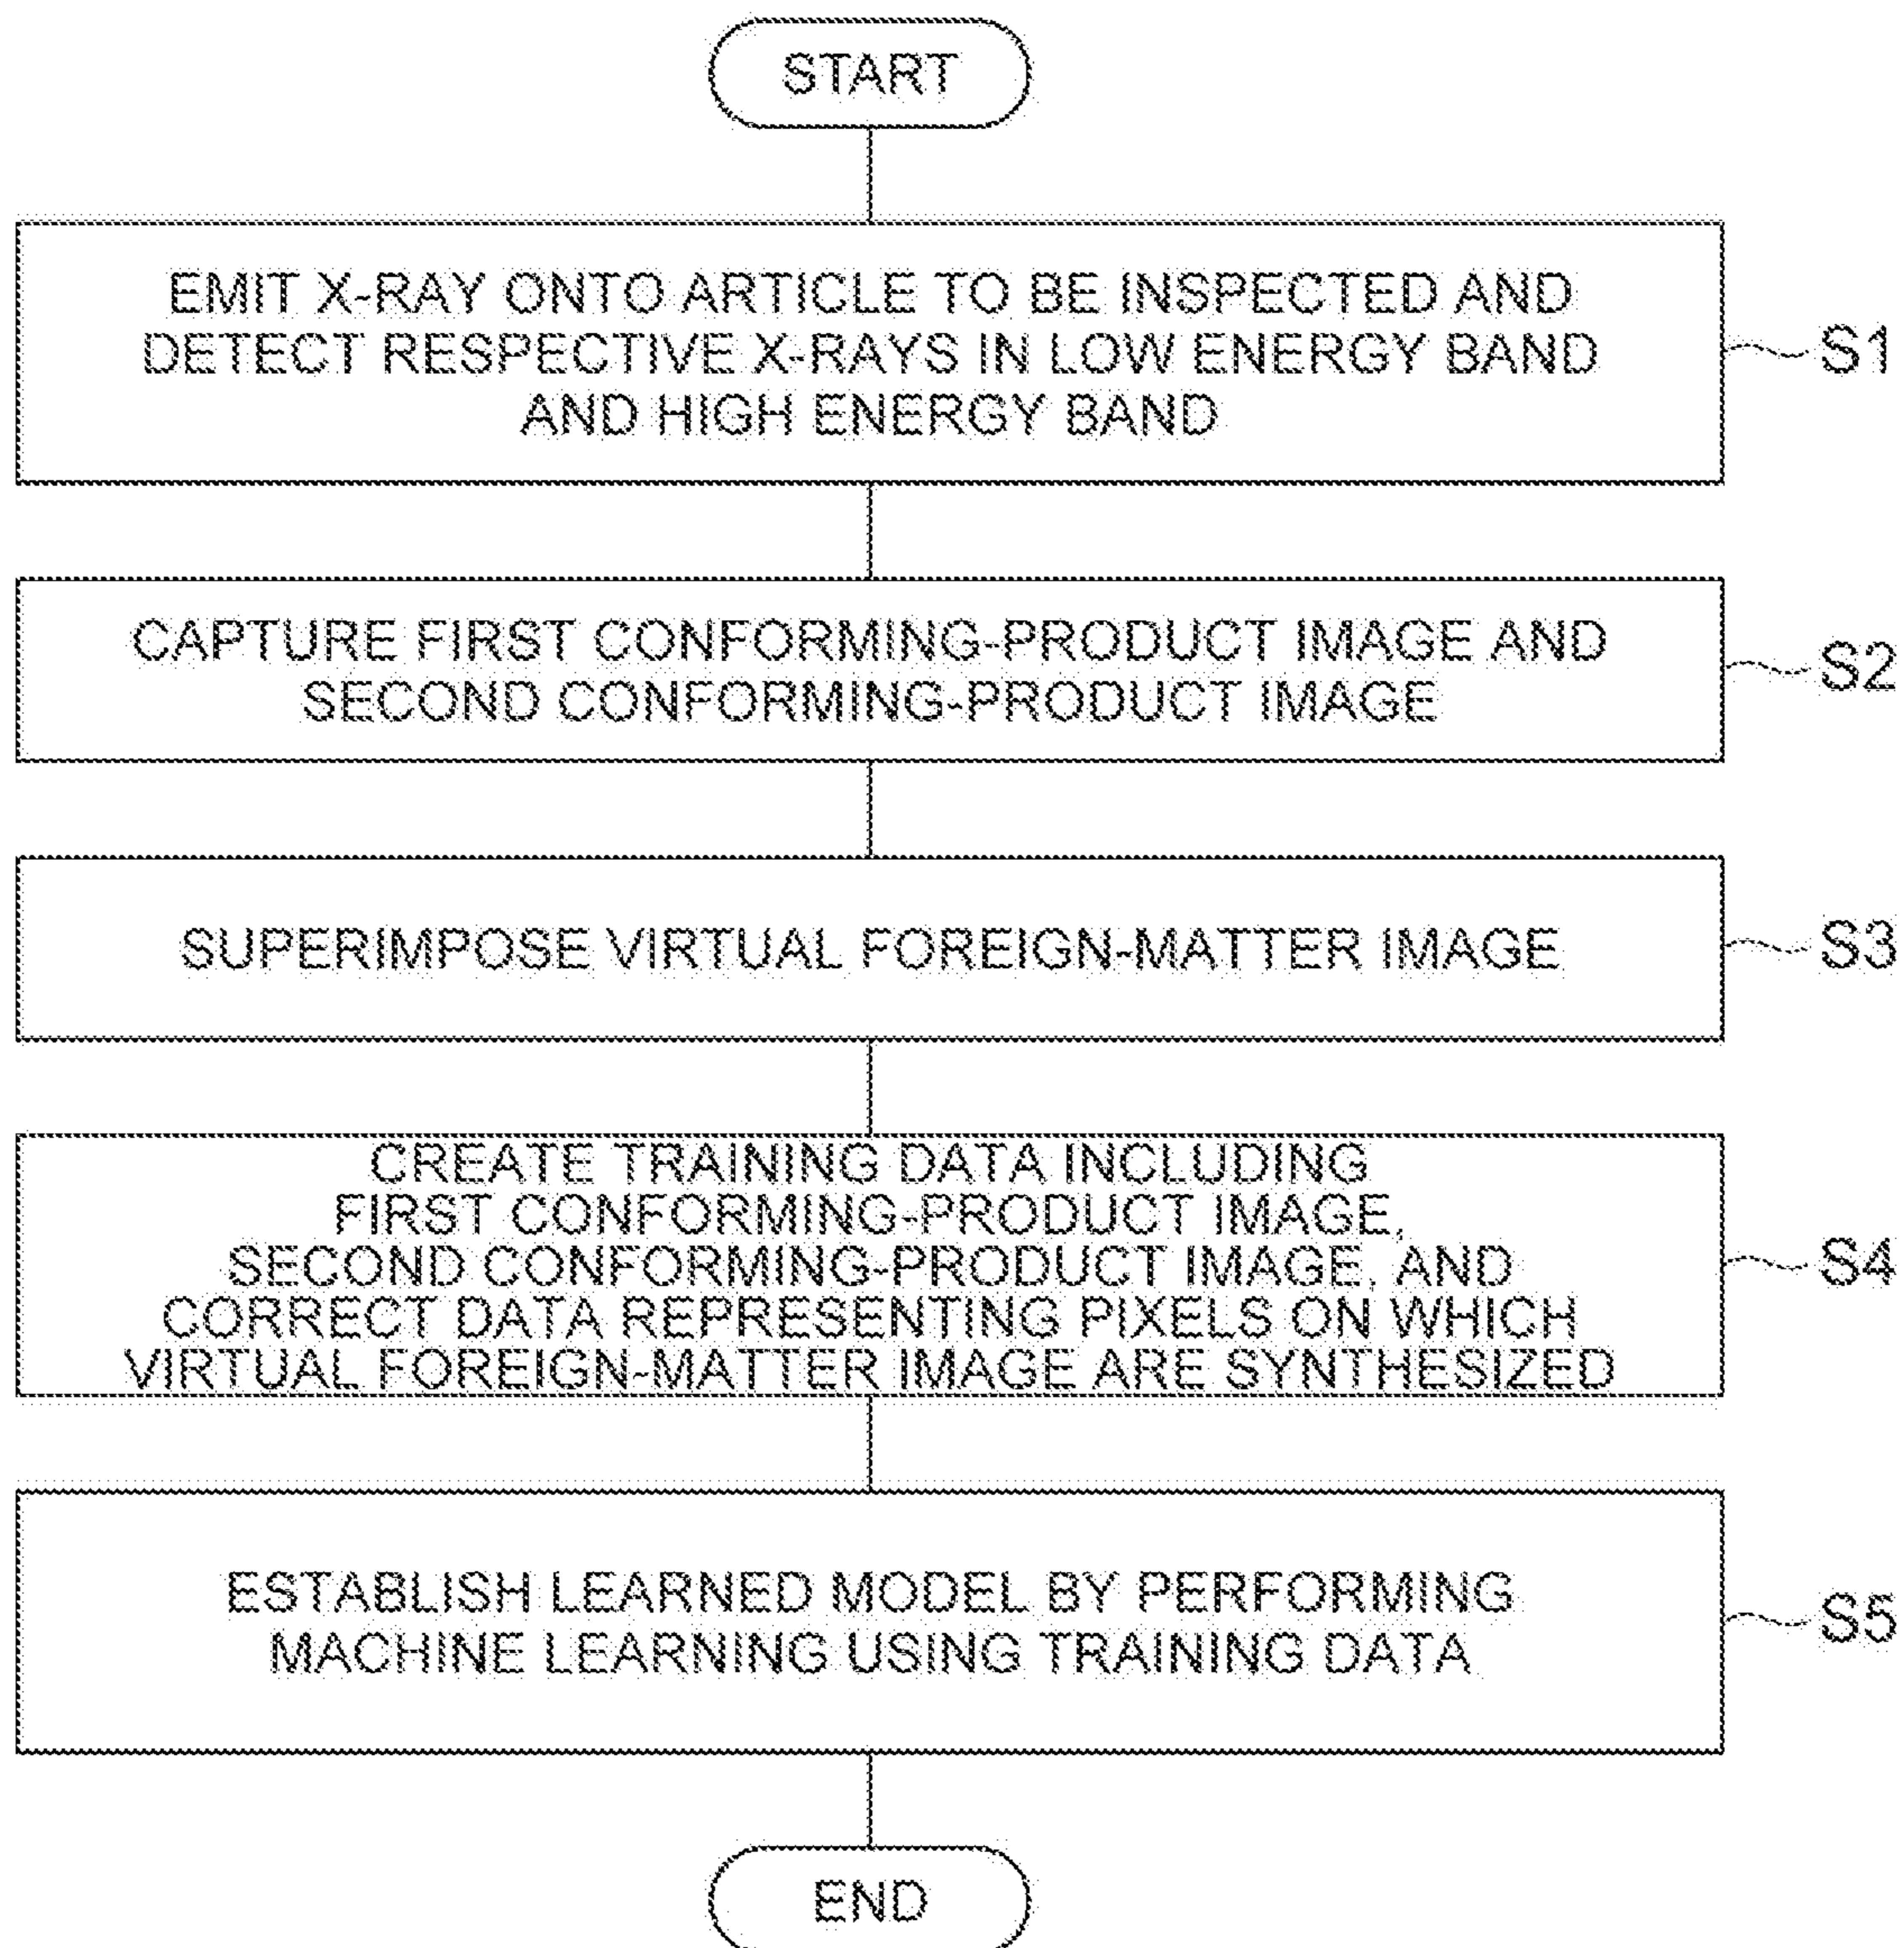 START
EMIT X-RAY ONTO ARTICLE TO BE INSPECTED AND
DETECT RESPECTIVE X-RAYS IN LOW ENERGY BAND
AND HIGH ENERGY BAND
S1
CAPTURE FIRST CONFORMING-PRODUCT IMAGE AND
SECOND CONFORMING-PRODUCT IMAGE
S2
SUPERIMPOSE VIRTUAL FOREIGN-MATTER IMAGE
S3
CREATE TRAINING DATA INCLUDING
FIRST CONFORMING-PRODUCT IMAGE,
SECOND CONFORMING-PRODUCT IMAGE, AND
CORRECT DATA REPRESENTING PIXELS ON WHICH
VIRTUAL FOREIGN-MATTER IMAGE ARE SYNTHESIZED
S4
ESTABLISH LEARNED MODEL BY PERFORMING
MACHINE LEARNING USING TRAINING DATA
S5
END